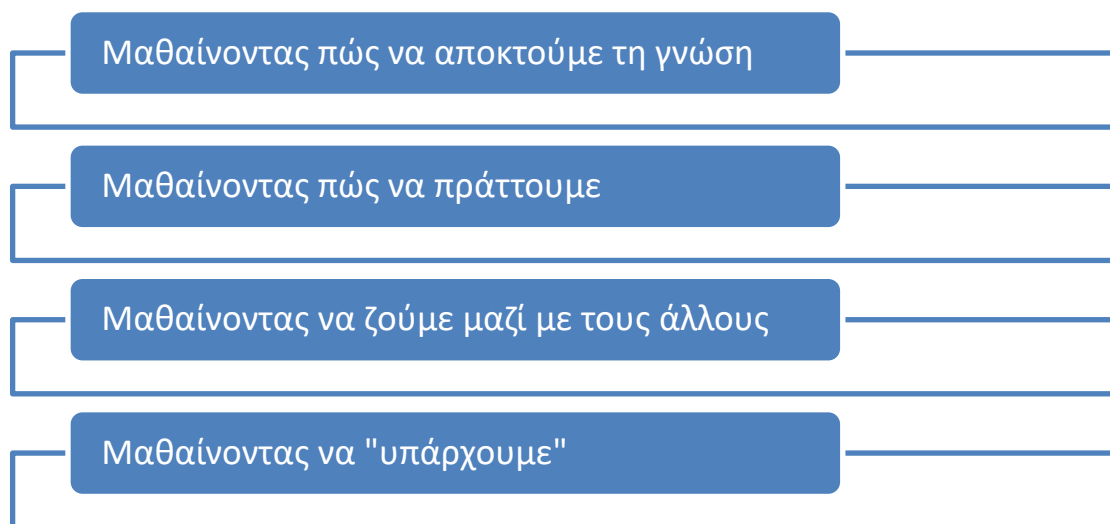 Μαθαίνοντας πώς να αποκτούμε τη γνώση
Μαθαίνοντας πώς να πράττουμε
Μαθαίνοντας να ζούμε μαζί με τους άλλους
Μαθαίνοντας να "υπάρχουμε"